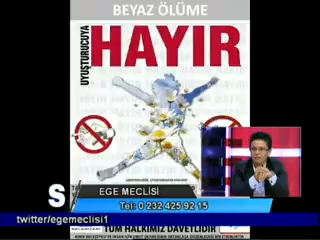 BEYAZ ÖLÜME
UYUŞTURUCUYA
HAYIR
S
EGE MECLİSİ
Tel: 0 232 425 92 15
twitter/egemeclisi1
TÜM HALKIMIZ DAVETLİDİR